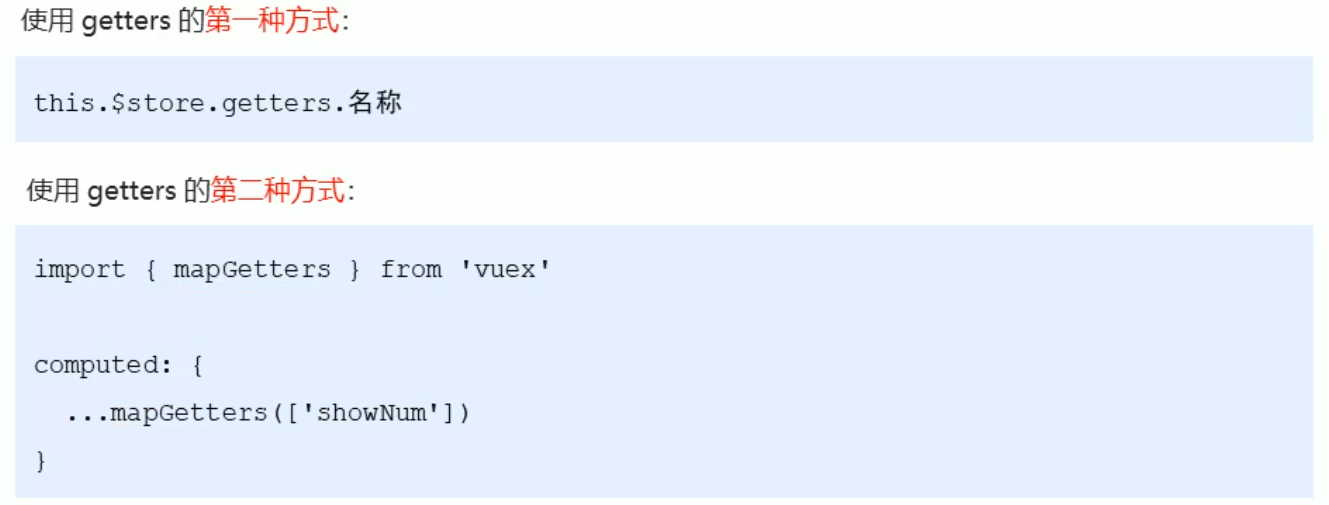 使用 getters 的第一种方式：
this.$store.getters.名称
使用 getters 的第二种方式：
import { mapGetters } from 'vuex'
computed: {
  ...mapGetters(['showNum'])
}